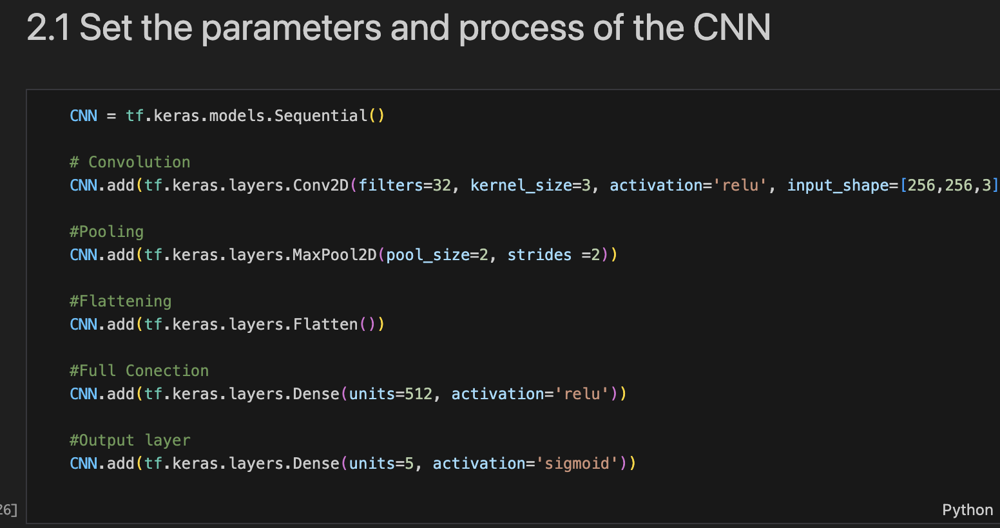 2.1 Set the parameters and process of the CNN
CNN = tf.keras.models.Sequential()
# Convolution
CNN.add(tf.keras.layers.Conv2D(filters=32, kernel_size=3, activation='relu', input_shape=[256,256,3]
#Pooling
CNN.add(tf.keras.layers.MaxPool2D(pool_size=2, strides =2))
#Flattening
CNN.add(tf.keras.layers.Flatten())
#Full Conection
CNN.add(tf.keras.layers.Dense(units=512, activation='relu'))
#Output layer
CNN.add(tf.keras.layers.Dense(units=5, activation='sigmoid'))
26]
Python